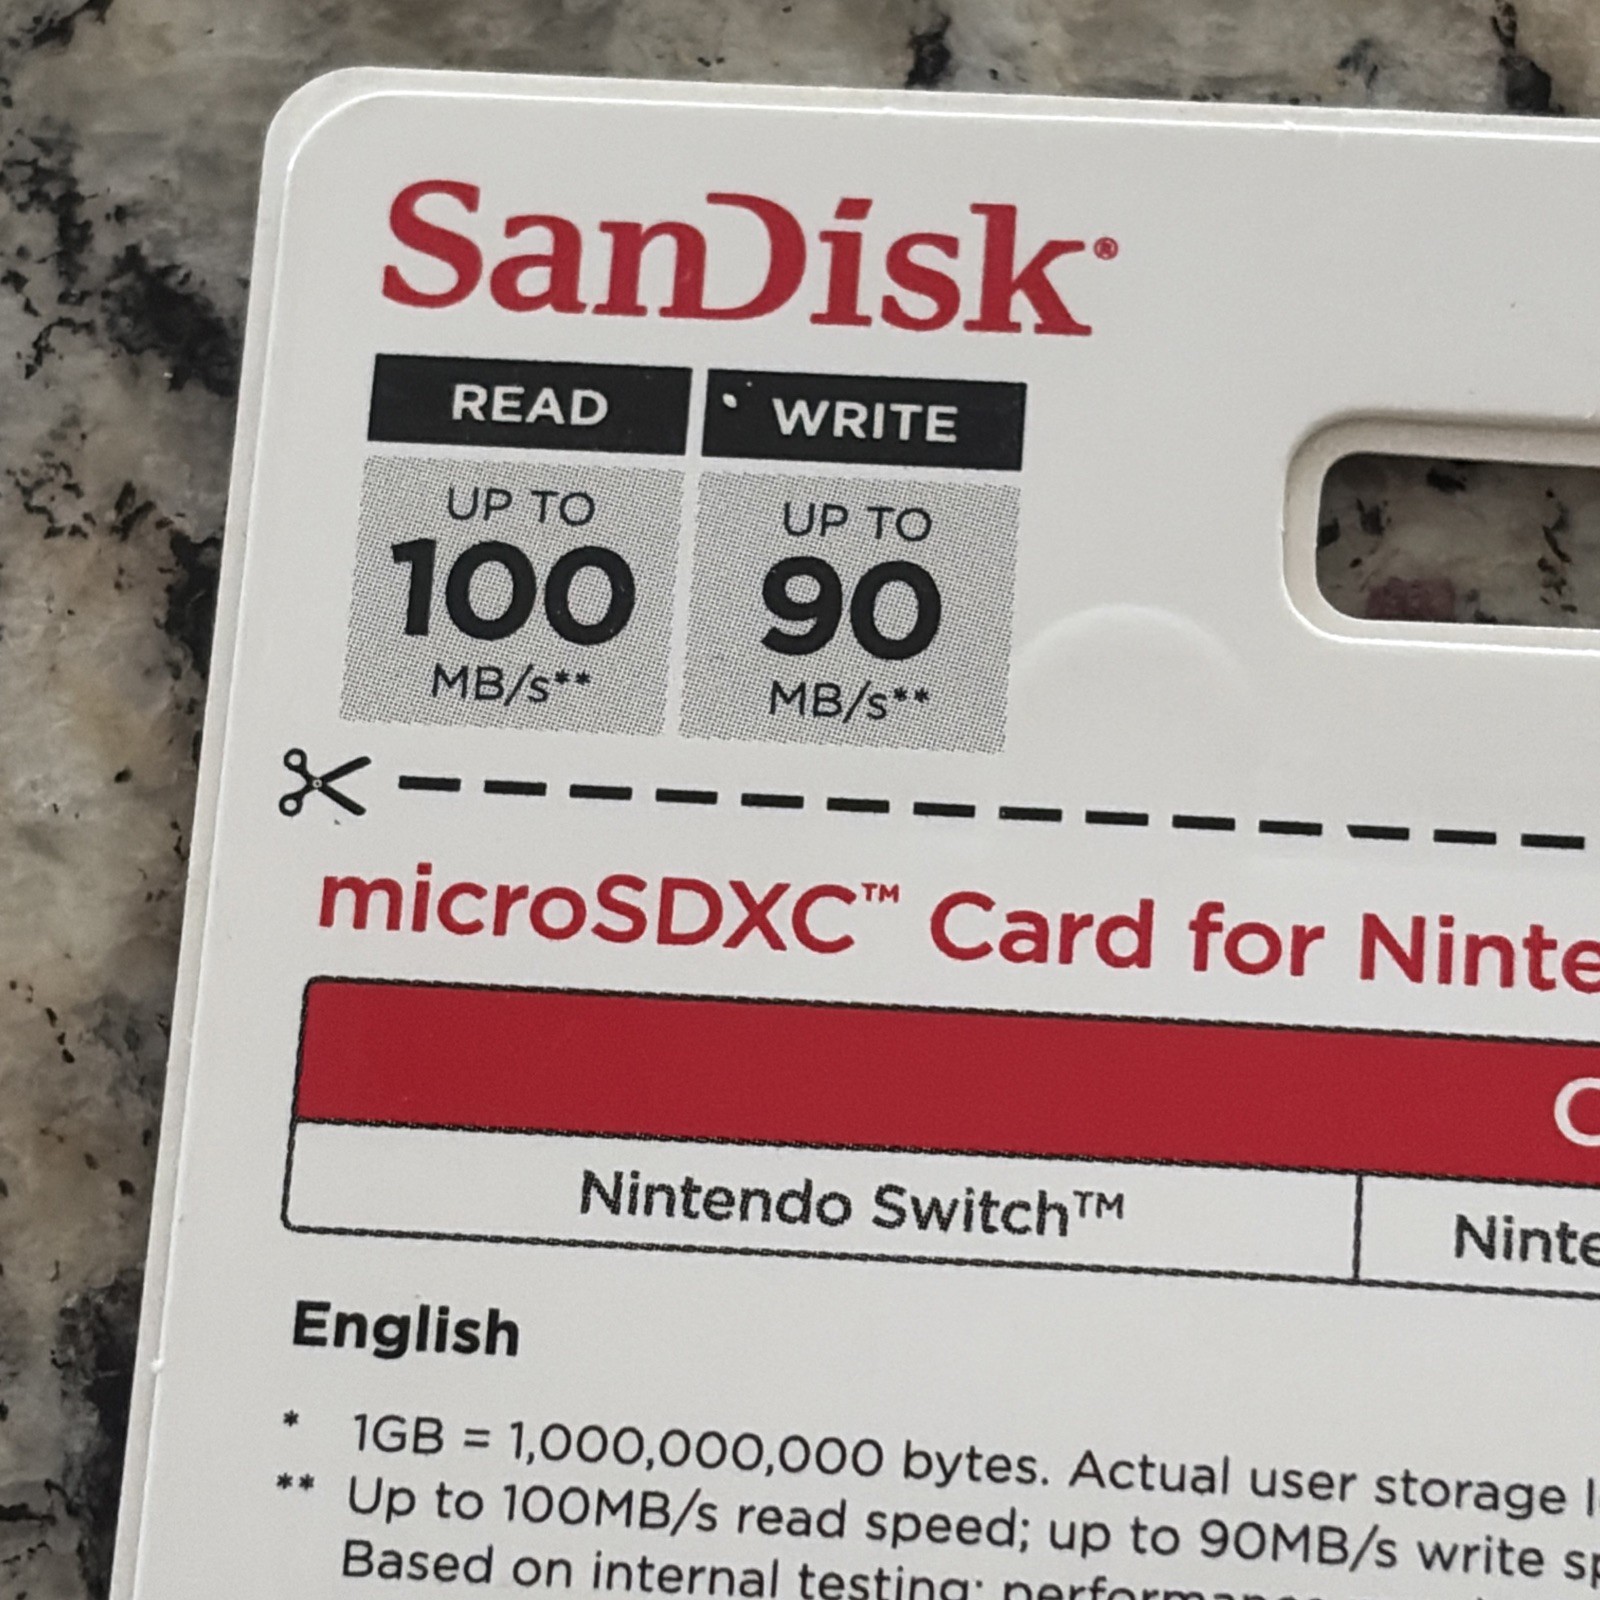 SanDisk®
READ WRITE
UP TO UP TO
100 90
MB/s** MB/s**
microSDXC™ Card for Ninte
C
Nintendo Switch™ Ninte
English
* 1GB = 1,000,000,000 bytes. Actual user storage l
** Up to 100MB/s read speed; up to 90MB/s write sp
Based on internal testing; performanc